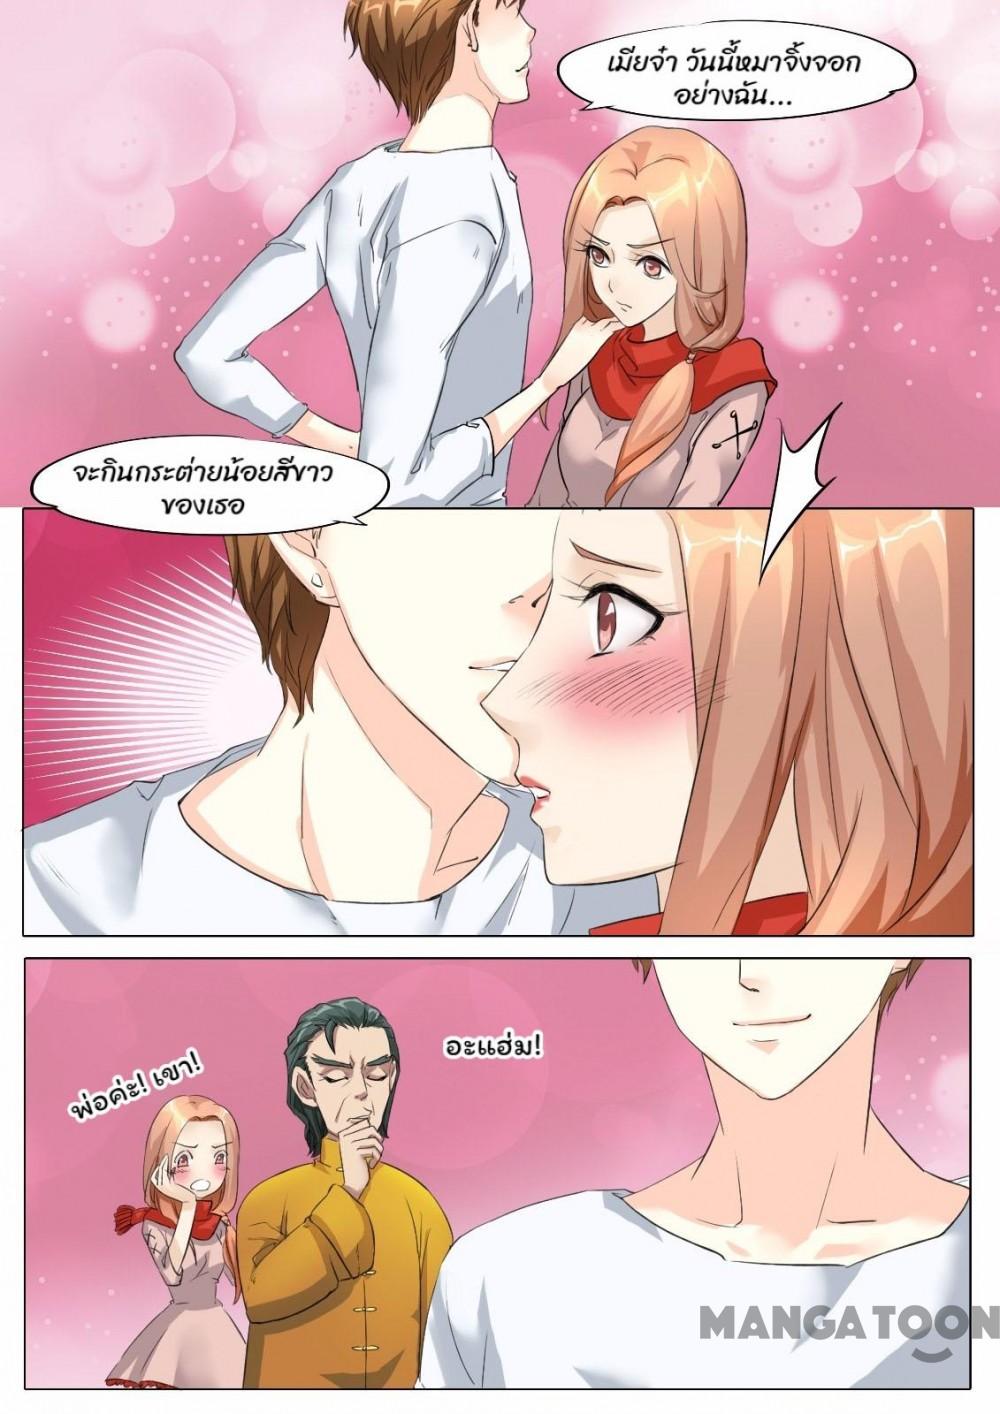 เมียจ๋า วันนี้หมาจิ้งจอก
อย่างฉัน...
จะกินกระต่ายน้อยสีขาว
ของเธอ
พ่อค่ะ! เขา!
อะแฮ่ม!
MANGATOON